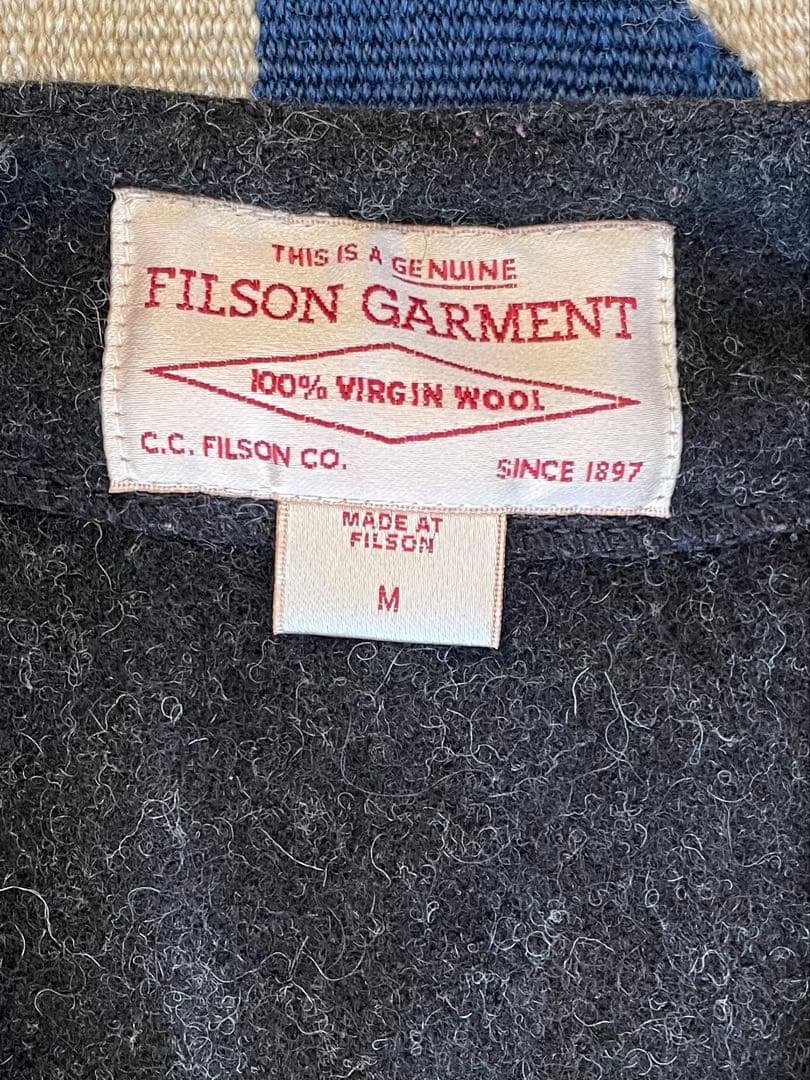 THIS IS A GENUINE
FILSON GARMENT
100% VIRGIN WOOL
C.C. FILSON CO. SINCE 1897
MADE AT
FILSON
M